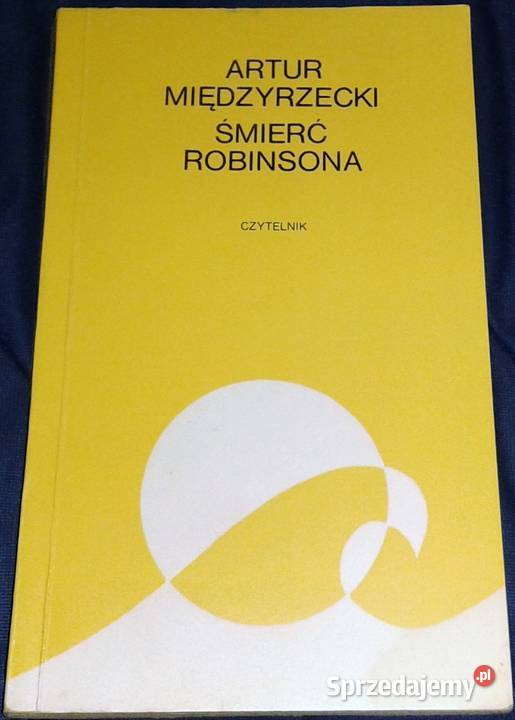 ARTUR
MIĘDZYRZECKI
ŚMIERĆ
ROBINSONA
CZYTELNIK
Sprzedajemy.pl